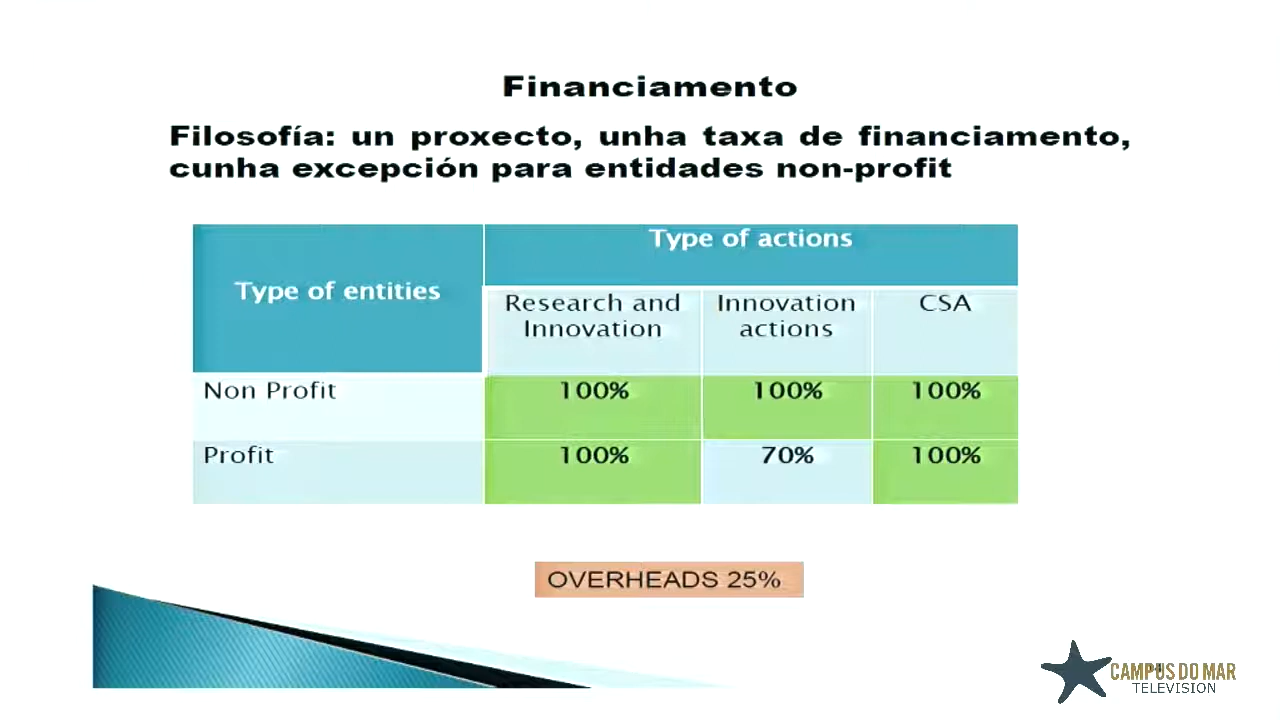 Financiamento
Filosofía: un proxecto, unha taxa de financiamento,
cunha excepción para entidades non-profit
Type of entities
Type of actions
Research and
Innovation
Innovation
actions
CSA
Non Profit
100%
100%
100%
Profit
100%
70%
100%
OVERHEADS 25%
CAMPUS DO MAR
TELEVISION